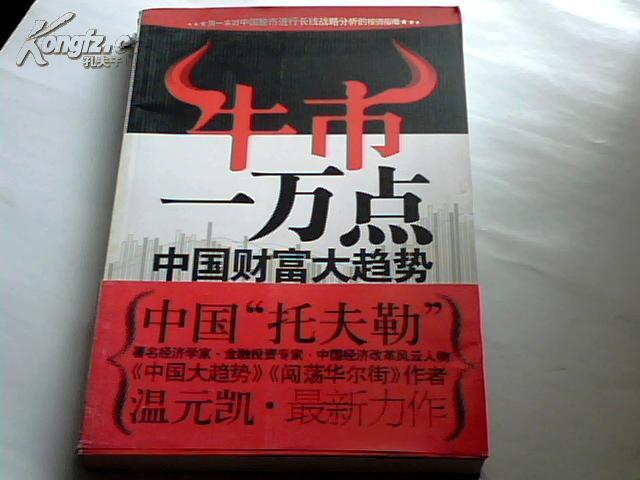 Kongfz.com
孔夫子
第一本对中国股市进行长线战略分析的投资指南
牛市
一万点
中国财富大趋势
中国“托夫勒”
著名经济学家·金融投资专家·中国经济改革风云人物
《中国大趋势》《闯荡华尔街》作者
温元凯·最新力作